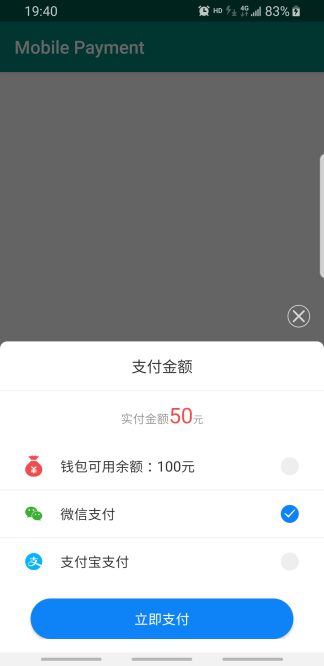 19:40 HD 4G 83%
Mobile Payment
支付金额
实付金额50元
钱包可用余额：100元
微信支付
支付宝支付
立即支付